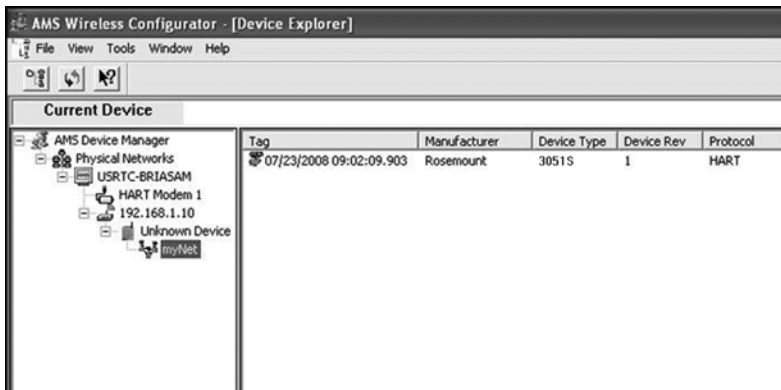 AMS Wireless Configurator - [Device Explorer]
File View Tools Window Help
Current Device
AMS Device Manager
Physical Networks
USRTC-BRIASAM
HART Modem 1
192.168.1.10
Unknown Device
myNet
Tag Manufacturer Device Type Device Rev Protocol
07/23/2008 09:02:09.903 Rosemount 3051S 1 HART